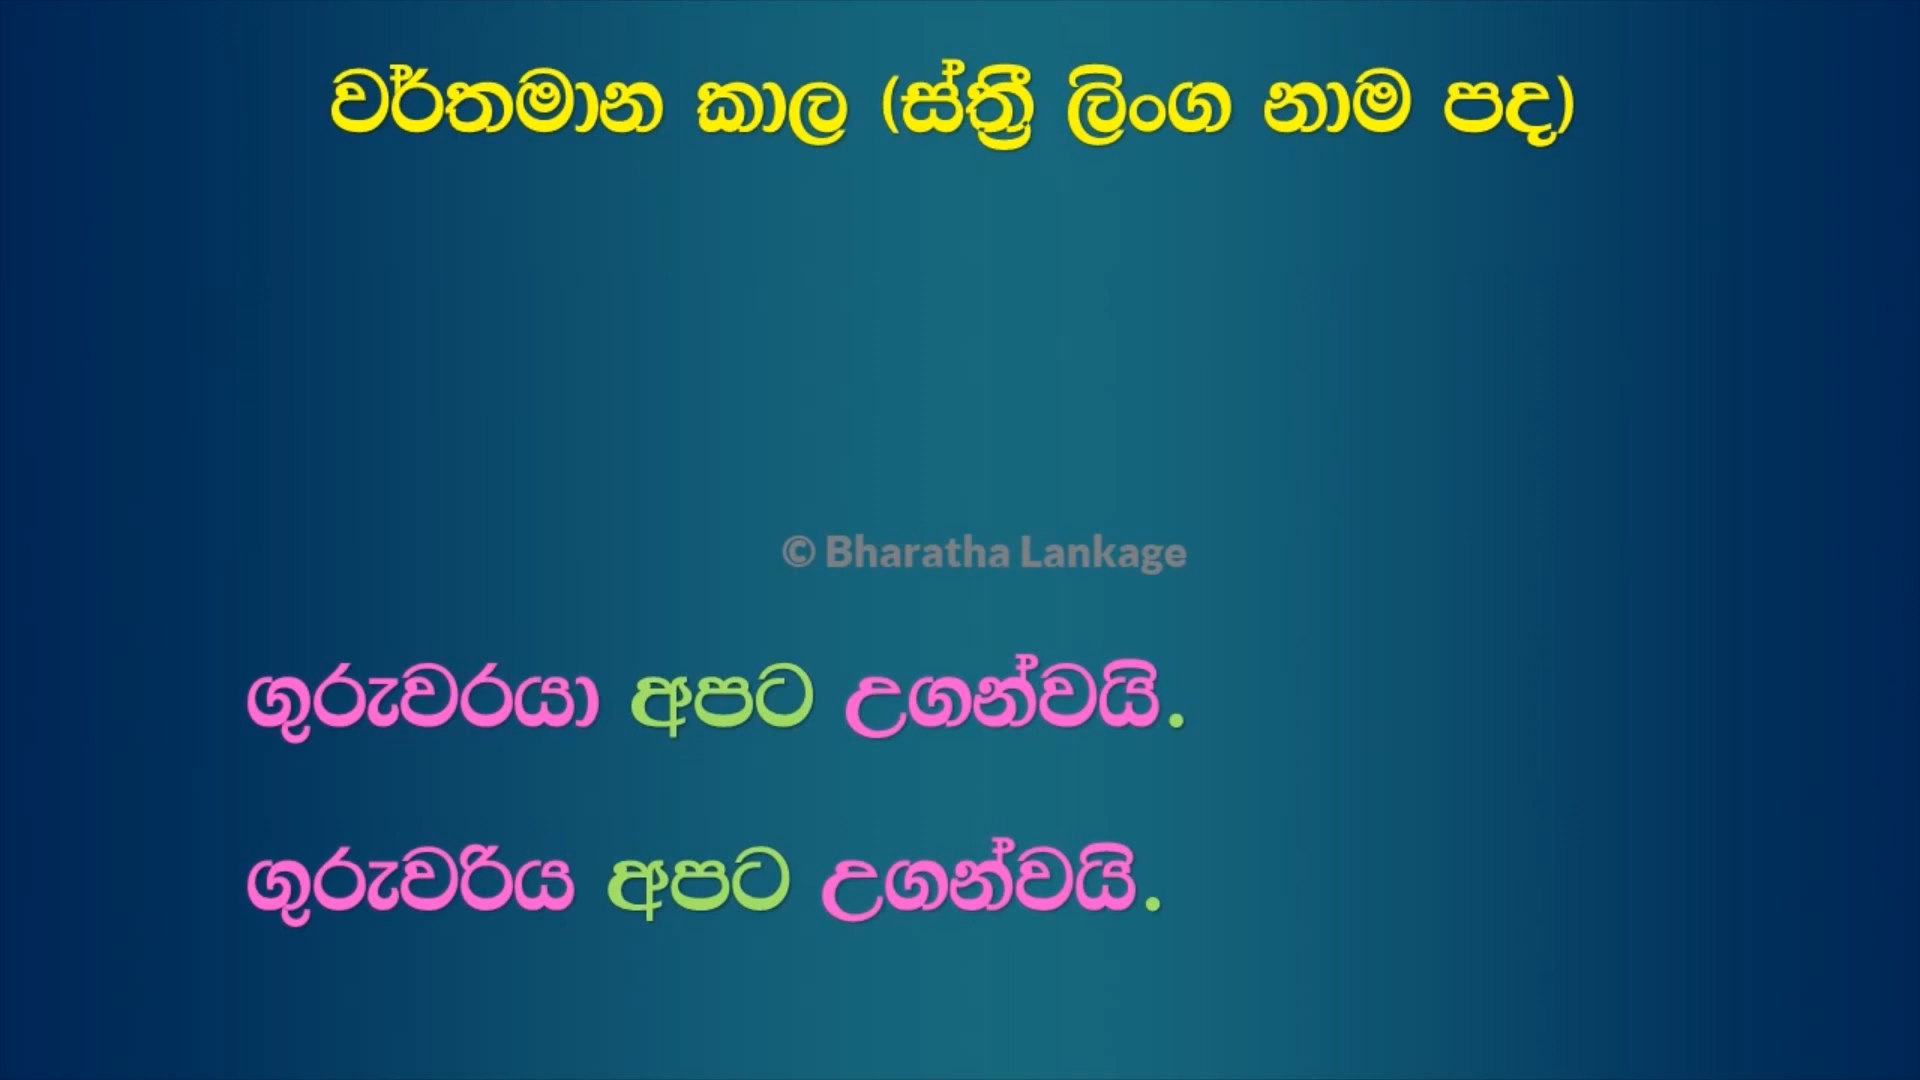 වර්තමාන කාල (ස්ත්‍රී ලිංග නාම පද)
© Bharatha Lankage
ගුරුවරයා අපට උගන්වයි.
ගුරුවරිය අපට උගන්වයි.